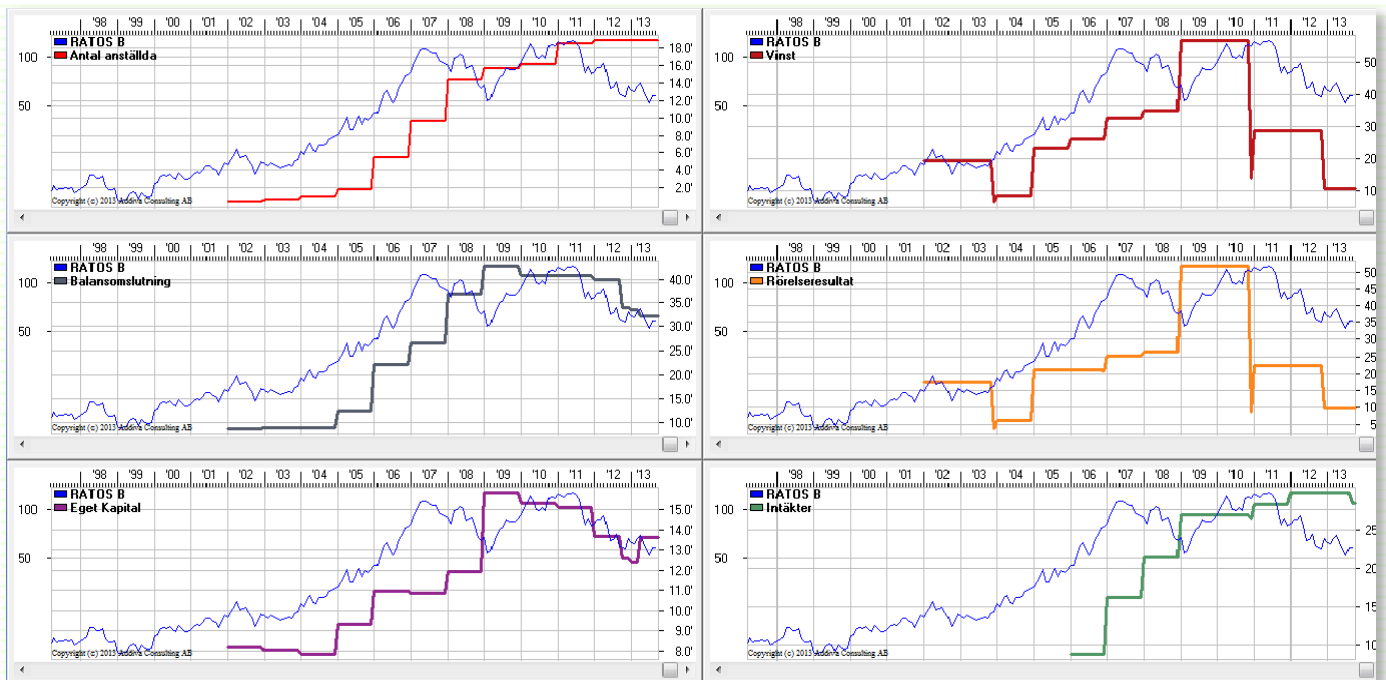 '98 '99 '00 '01 '02 '03 '04 '05 '06 '07 '08 '09 '10 '11 '12 '13
RATOS B
Antal anställda
100
50
18.0'
16.0'
14.0'
12.0'
10.0'
8.0'
6.0'
4.0'
2.0'
Copyright (c) 2013 Addiva Consulting AB
'98 '99 '00 '01 '02 '03 '04 '05 '06 '07 '08 '09 '10 '11 '12 '13
RATOS B
Vinst
100
50
50
40
30
20
10
Copyright (c) 2013 Addiva Consulting AB
'98 '99 '00 '01 '02 '03 '04 '05 '06 '07 '08 '09 '10 '11 '12 '13
RATOS B
Balansomslutning
100
50
40.0'
35.0'
30.0'
25.0'
20.0'
15.0'
10.0'
Copyright (c) 2013 Addiva Consulting AB
'98 '99 '00 '01 '02 '03 '04 '05 '06 '07 '08 '09 '10 '11 '12 '13
RATOS B
Rörelseresultat
100
50
50
45
40
35
30
25
20
15
10
5
Copyright (c) 2013 Addiva Consulting AB
'98 '99 '00 '01 '02 '03 '04 '05 '06 '07 '08 '09 '10 '11 '12 '13
RATOS B
Eget Kapital
100
50
15.0'
14.0'
13.0'
12.0'
11.0'
10.0'
9.0'
8.0'
Copyright (c) 2013 Addiva Consulting AB
'98 '99 '00 '01 '02 '03 '04 '05 '06 '07 '08 '09 '10 '11 '12 '13
RATOS B
Intäkter
100
50
25
20
15
10
Copyright (c) 2013 Addiva Consulting AB